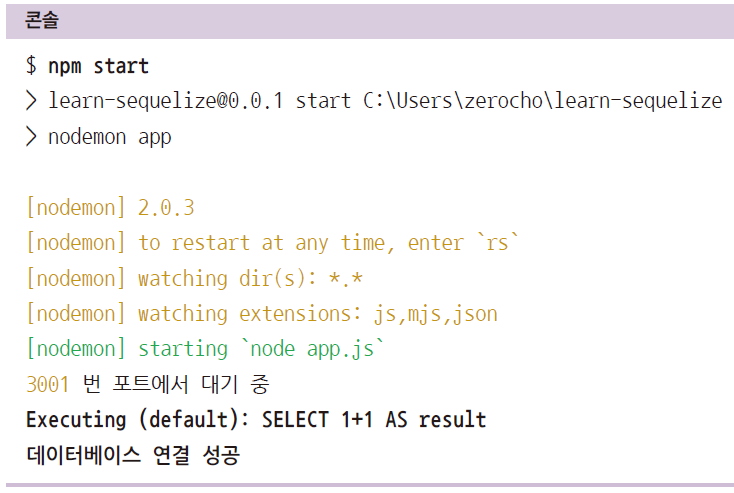 콘솔
$ npm start
> learn-sequelize@0.0.1 start C:\Users\zerocho\learn-sequelize
> nodemon app
[nodemon] 2.0.3
[nodemon] to restart at any time, enter `rs`
[nodemon] watching dir(s): *.*
[nodemon] watching extensions: js,mjs,json
[nodemon] starting `node app.js`
3001 번 포트에서 대기 중
Executing (default): SELECT 1+1 AS result
데이터베이스 연결 성공